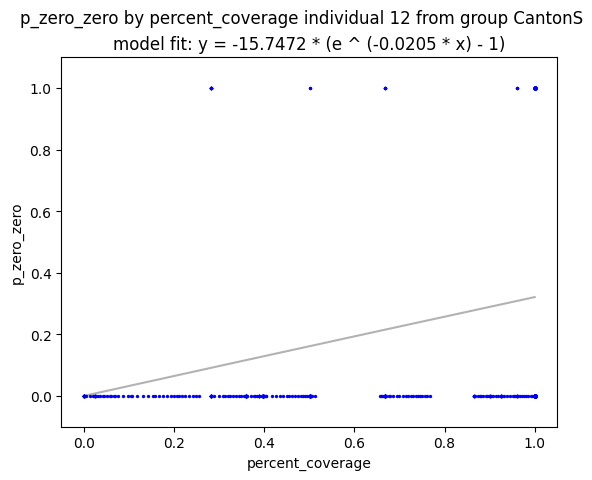 p_zero_zero by percent_coverage individual 12 from group CantonS
model fit: y = -15.7472 * (e ^ (-0.0205 * x) - 1)
1.0
0.8
0.6
0.4
0.2
0.0
p_zero_zero
0.0 0.2 0.4 0.6 0.8 1.0
percent_coverage